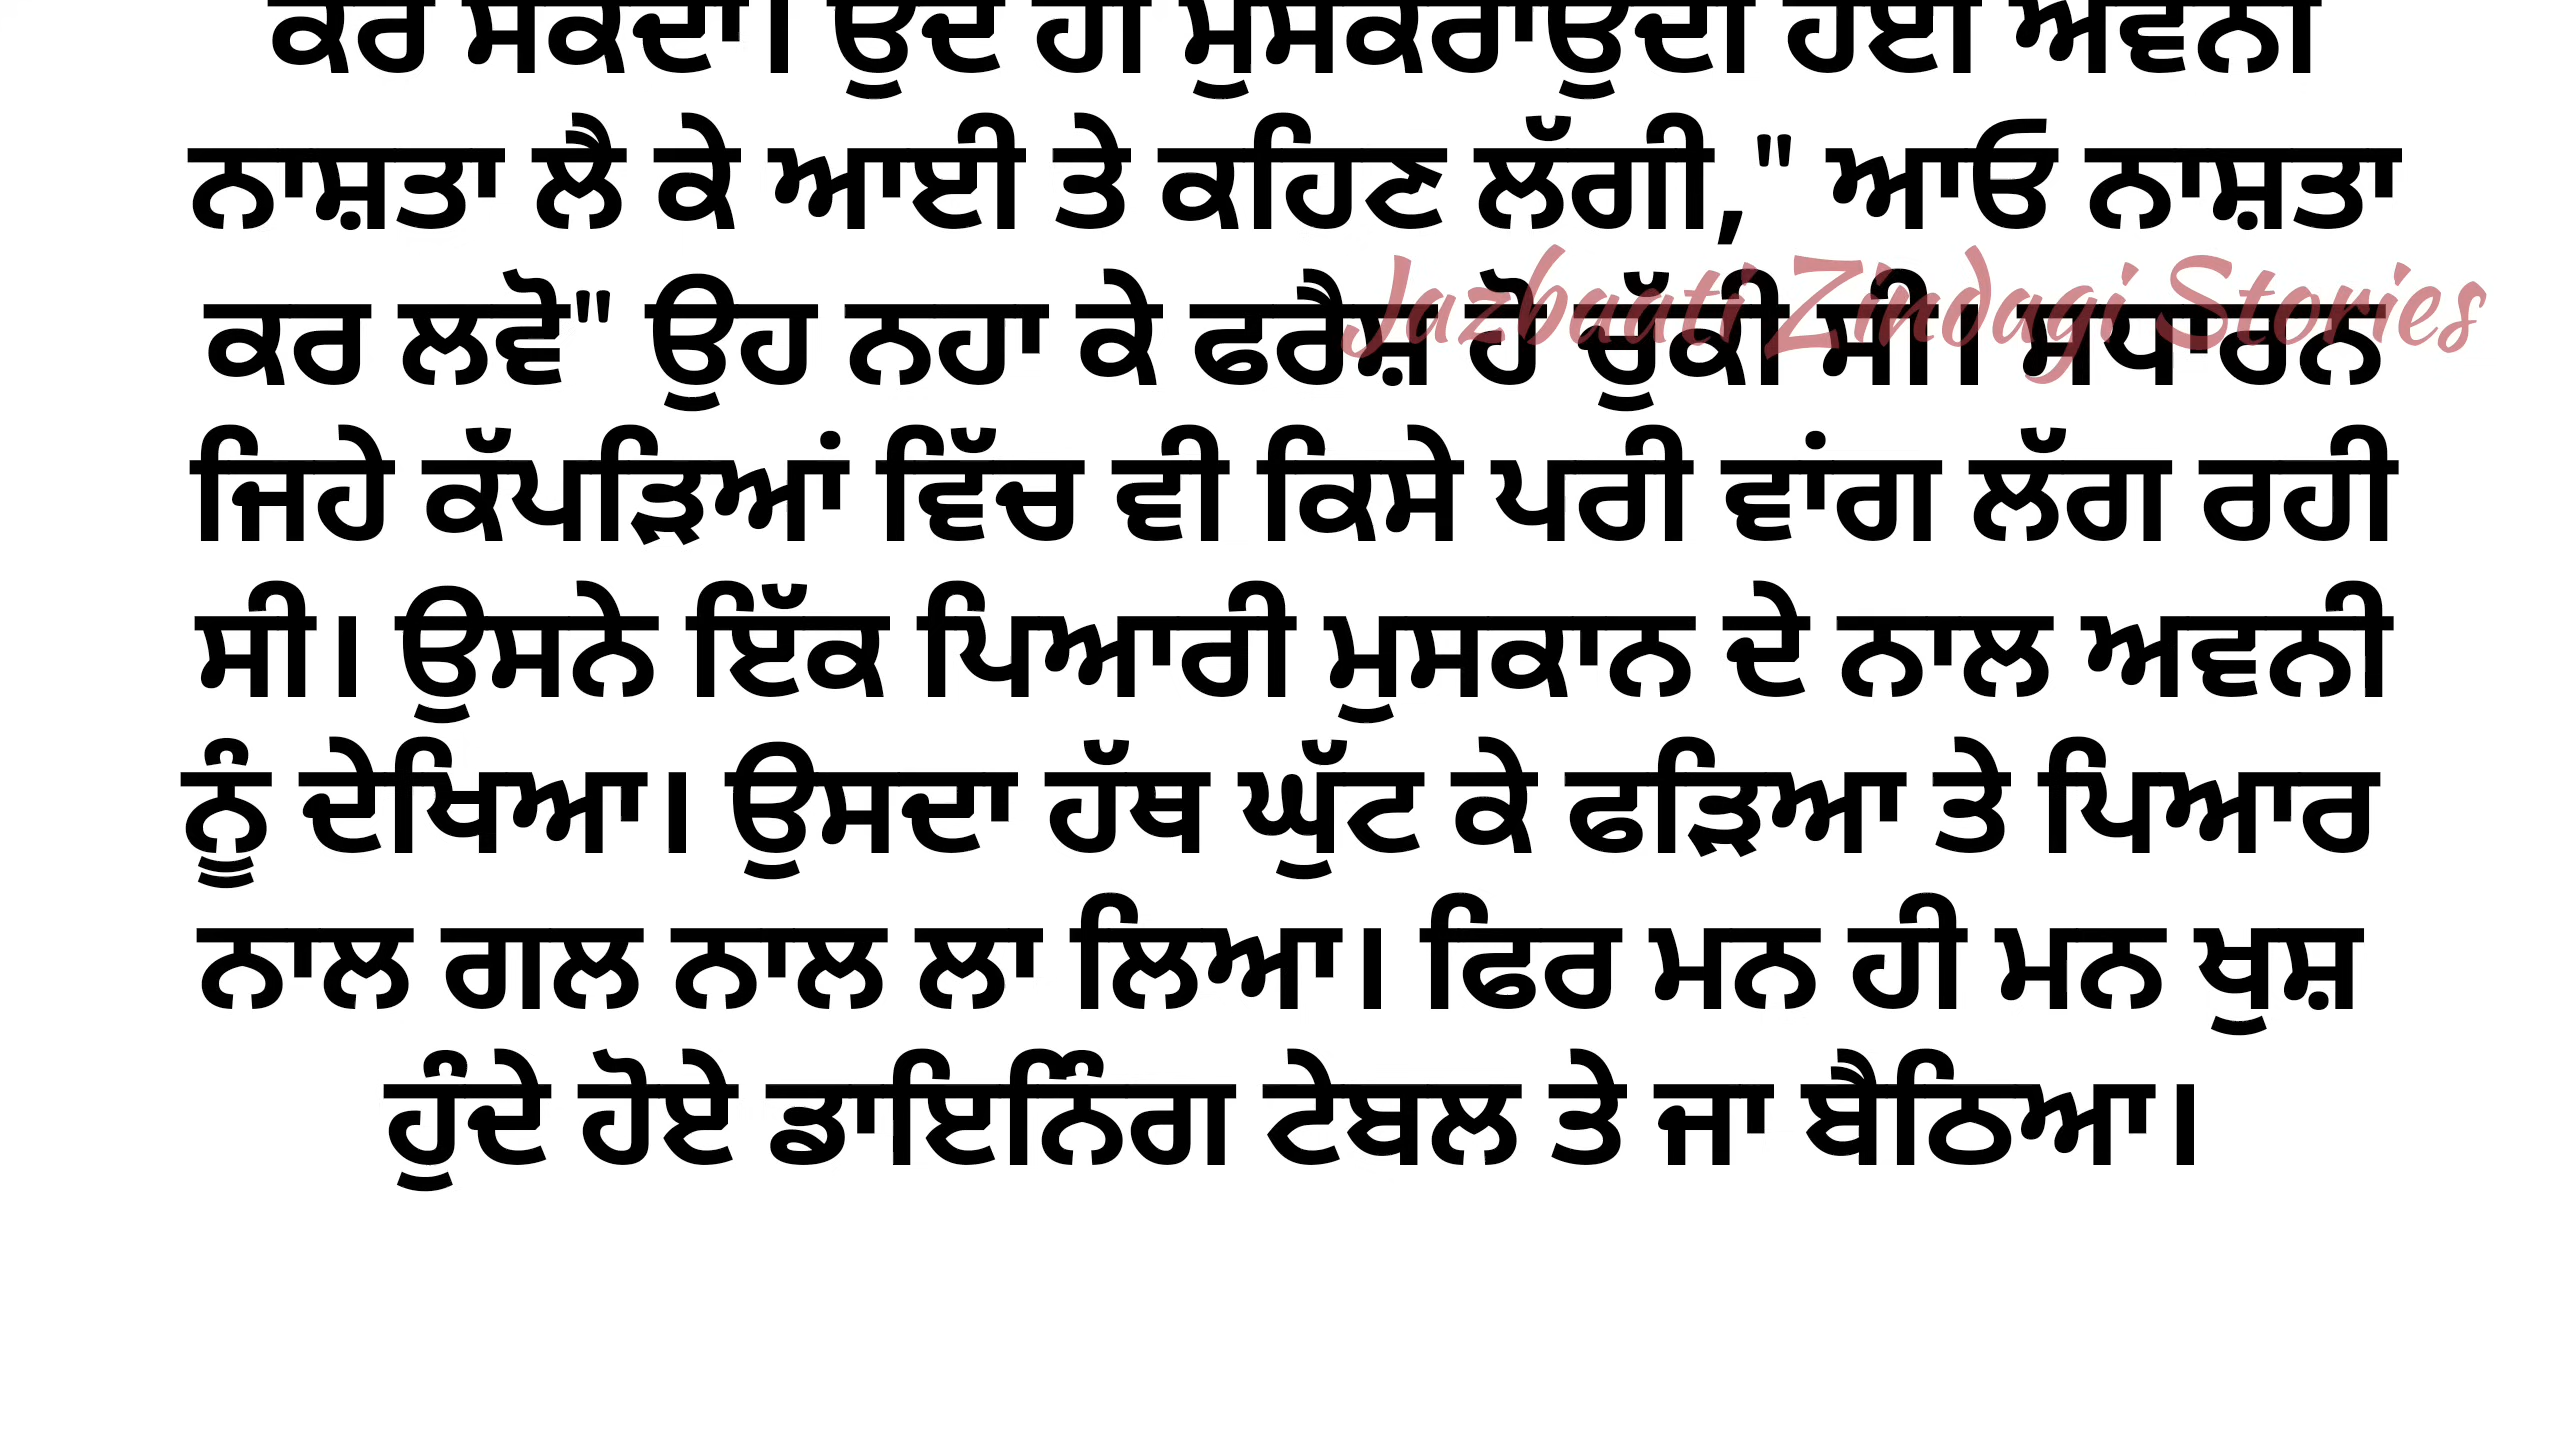 ਕਰ ਸਕਦਾ। ਉਦੋਂ ਹੀ ਮੁਸਕਰਾਉਂਦੀ ਹੋਈ ਅਵਨੀ
ਨਾਸ਼ਤਾ ਲੈ ਕੇ ਆਈ ਤੇ ਕਹਿਣ ਲੱਗੀ," ਆਓ ਨਾਸ਼ਤਾ
ਕਰ ਲਵੋ" ਉਹ ਨਹਾ ਕੇ ਫਰੈਸ਼ ਹੋ ਚੁੱਕੀ ਸੀ। ਸਧਾਰਨ
Jazbaati Zindagi Stories
ਜਿਹੇ ਕੱਪੜਿਆਂ ਵਿੱਚ ਵੀ ਕਿਸੇ ਪਰੀ ਵਾਂਗ ਲੱਗ ਰਹੀ
ਸੀ। ਉਸਨੇ ਇੱਕ ਪਿਆਰੀ ਮੁਸਕਾਨ ਦੇ ਨਾਲ ਅਵਨੀ
ਨੂੰ ਦੇਖਿਆ। ਉਸਦਾ ਹੱਥ ਘੁੱਟ ਕੇ ਫੜਿਆ ਤੇ ਪਿਆਰ
ਨਾਲ ਗਲ ਨਾਲ ਲਾ ਲਿਆ। ਫਿਰ ਮਨ ਹੀ ਮਨ ਖੁਸ਼
ਹੁੰਦੇ ਹੋਏ ਡਾਇਨਿੰਗ ਟੇਬਲ ਤੇ ਜਾ ਬੈਠਿਆ।